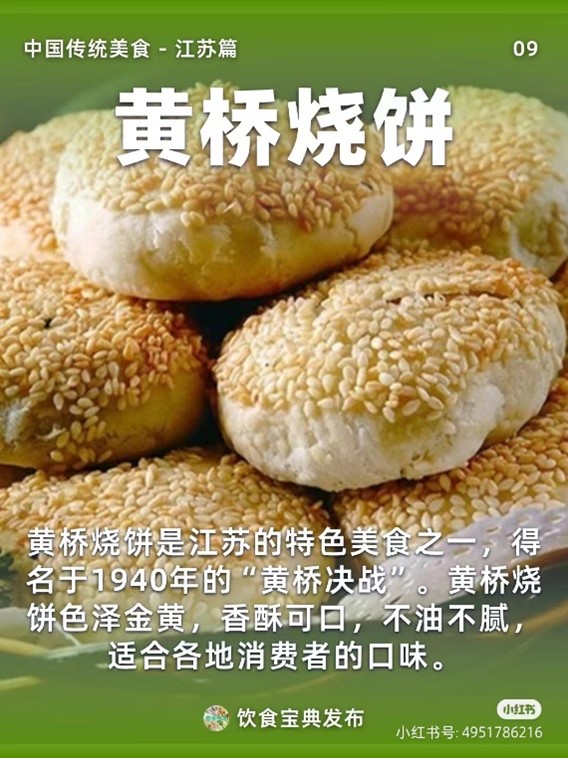 中国传统美食 - 江苏篇
09
黄桥烧饼
黄桥烧饼是江苏的特色美食之一，得
名于1940年的“黄桥决战”。黄桥烧
饼色泽金黄，香酥可口，不油不腻，
适合各地消费者的口味。
饮食宝典发布
小红书
小红书号: 4951786216